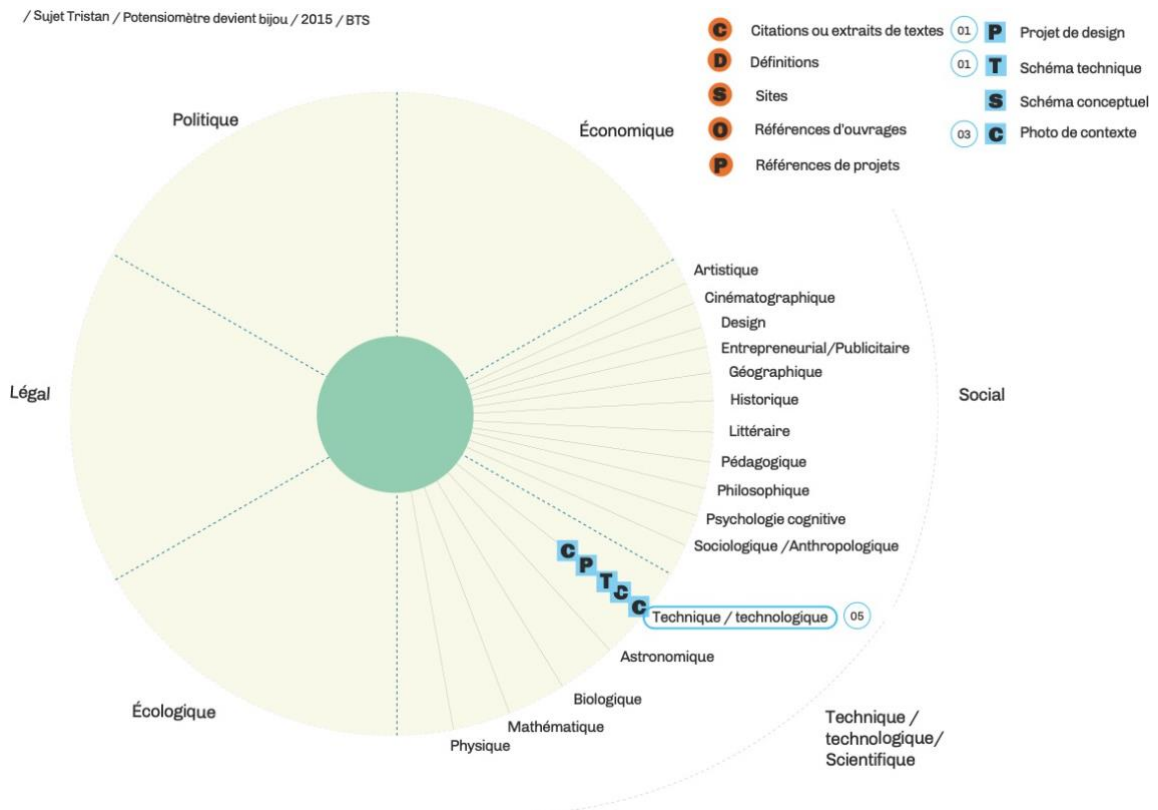 / Sujet Tristan / Potensiomètre devient bijou / 2015 / BTS
C Citations ou extraits de textes
D Définitions
S Sites
O Références d'ouvrages
P Références de projets
01 P Projet de design
01 T Schéma technique
S Schéma conceptuel
03 C Photo de contexte
Politique
Économique
Artistique
Cinématographique
Design
Entrepreneurial/Publicitaire
Géographique
Historique
Littéraire
Pédagogique
Philosophique
Psychologie cognitive
Sociologique /Anthropologique
Social
Légal
C
P
T
C
C
Technique / technologique 05
Astronomique
Biologique
Mathématique
Physique
Écologique
Technique /
technologique/
Scientifique